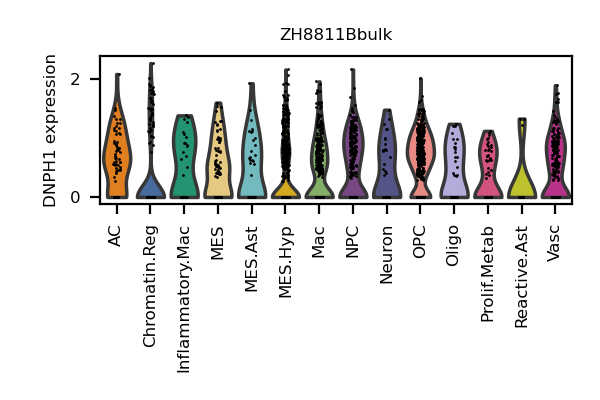 ZH8811Bbulk
DNPH1 expression
2
0
AC
Chromatin.Reg
Inflammatory.Mac
MES
MES.Ast
MES.Hyp
Mac
NPC
Neuron
OPC
Oligo
Prolif.Metab
Reactive.Ast
Vasc